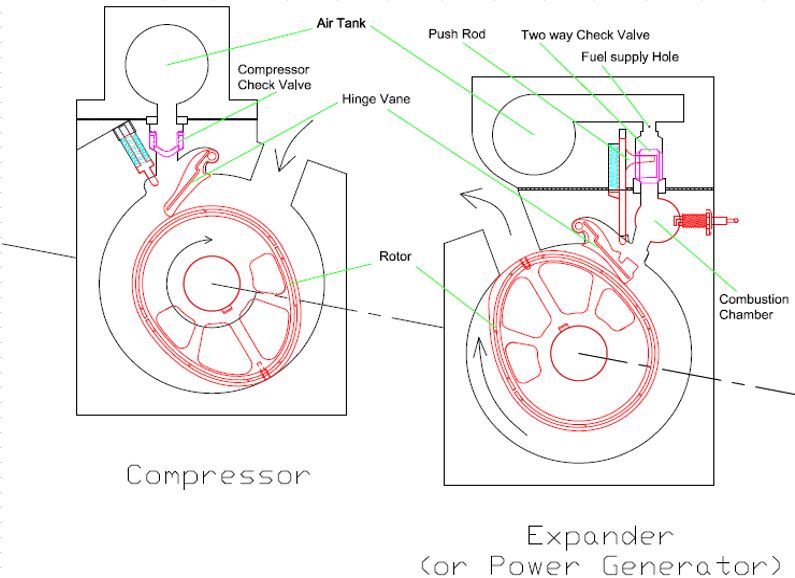 Air Tank
Push Rod
Two way Check Valve
Fuel supply Hole
Compressor
Check Valve
Hinge Vane
Rotor
Combustion
Chamber
Compressor
Expander
(or Power Generator)